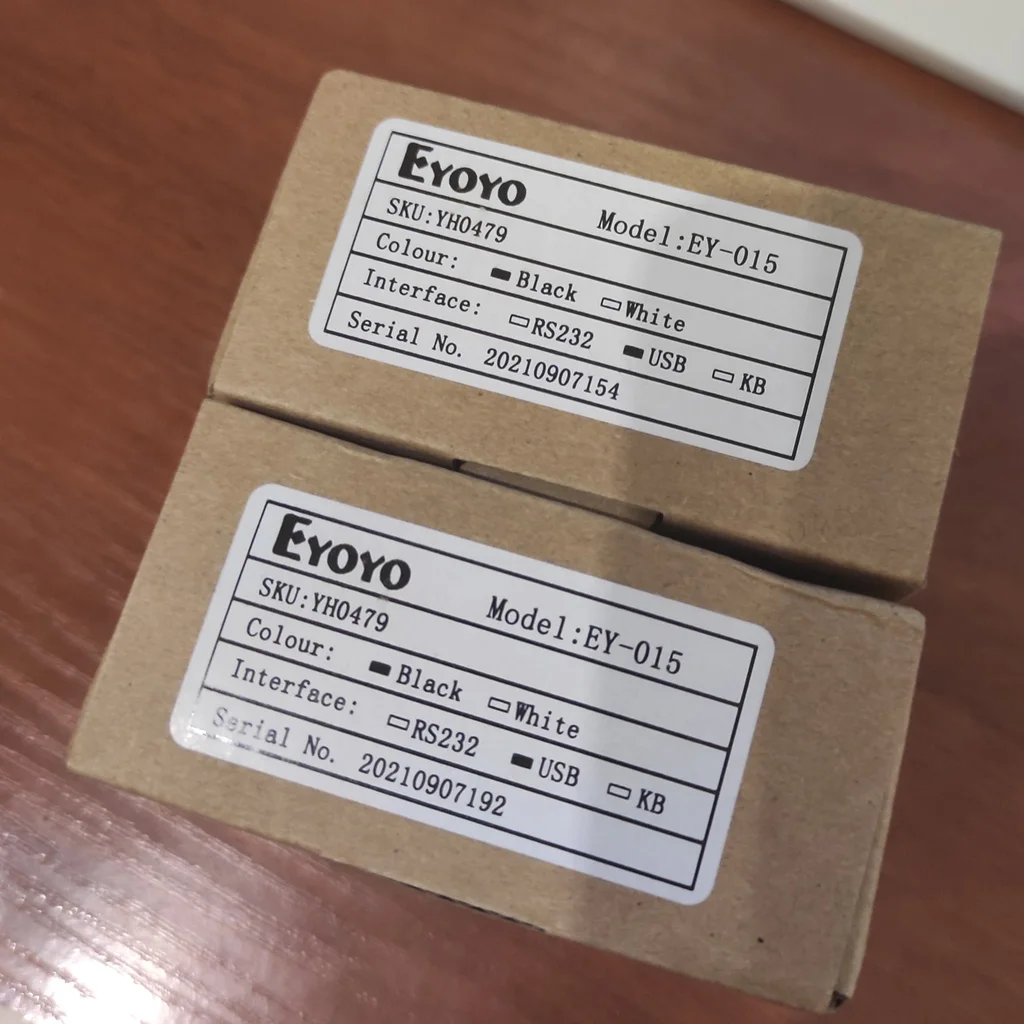 EYOYO
Model:EY-015
SKU:YH0479
Colour: Black White
Interface: RS232 USB KB
Serial No. 20210907154
EYOYO
Model:EY-015
SKU:YH0479
Colour: Black White
Interface: RS232 USB KB
Serial No. 20210907192